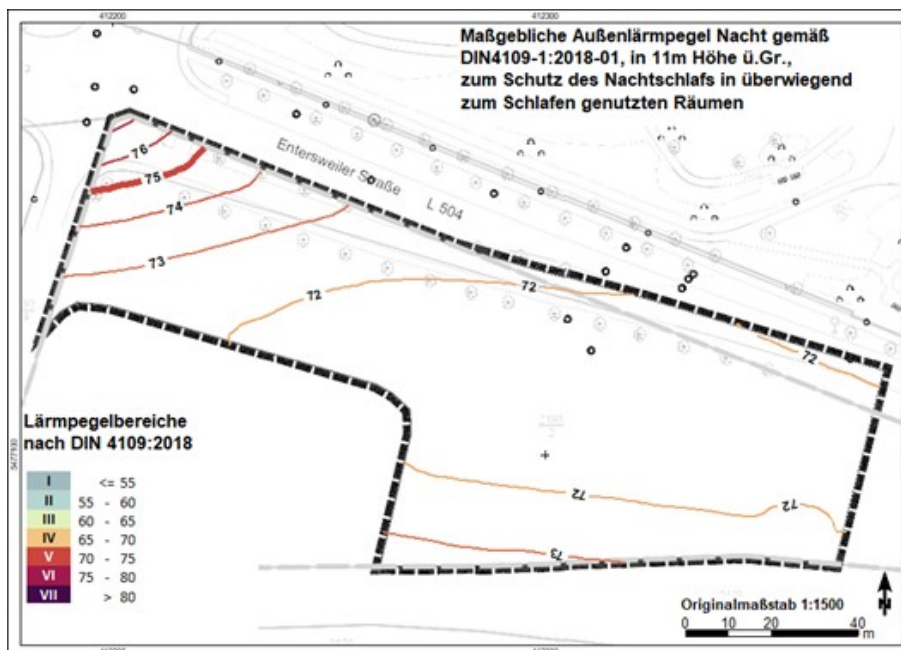 412200
412300
Maßgebliche Außenlärmpegel Nacht gemäß
DIN4109-1:2018-01, in 11m Höhe ü.Gr.,
zum Schutz des Nachtschlafs in überwiegend
zum Schlafen genutzten Räumen
76
75
74
73
Entersweiler Straße
L 504
72
72
72
72
72
73
Lärmpegelbereiche
nach DIN 4109:2018
I <= 55
II 55 - 60
III 60 - 65
IV 65 - 70
V 70 - 75
VI 75 - 80
VII > 80
Originalmaßstab 1:1500
N
0 10 20 40
m